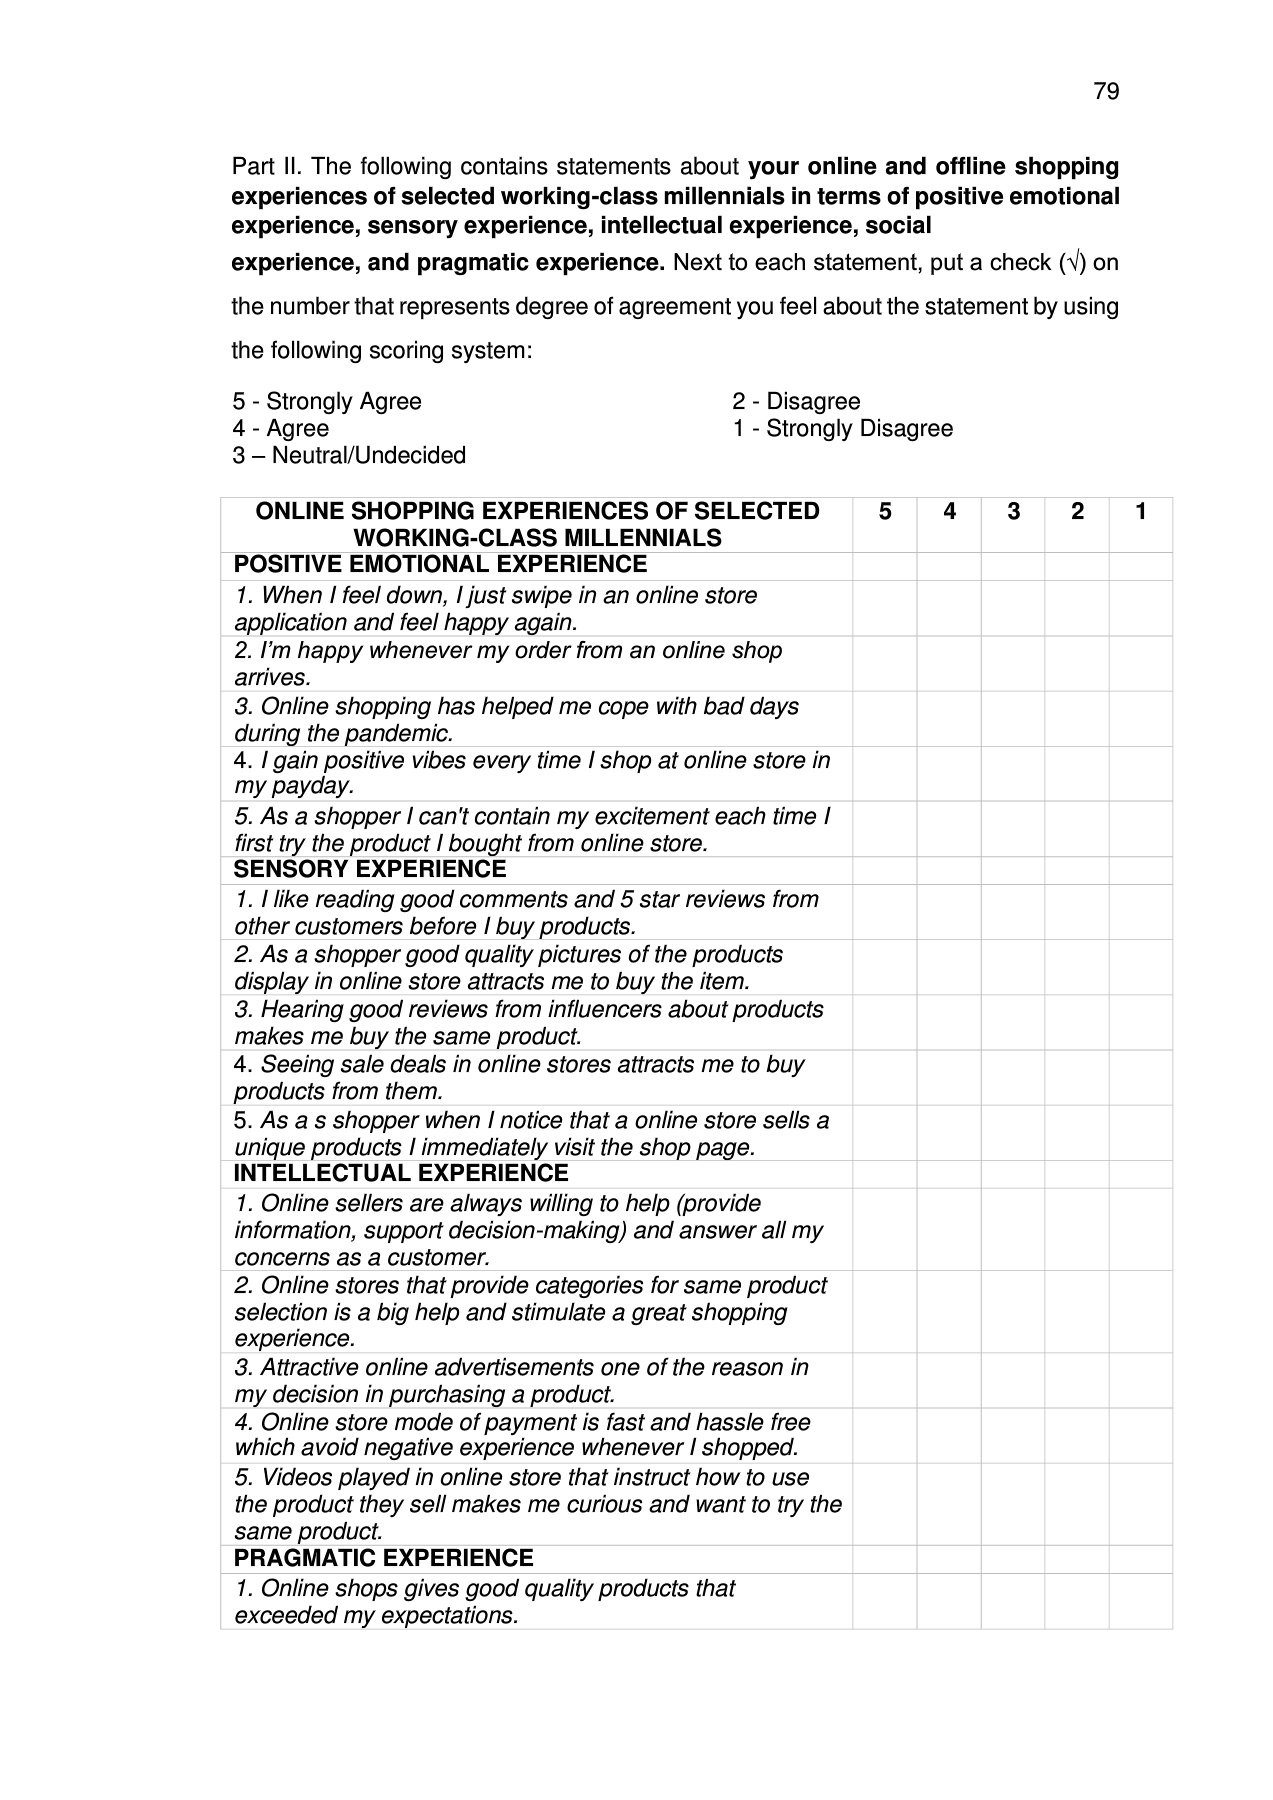 79
Part II. The following contains statements about your online and offline shopping
experiences of selected working-class millennials in terms of positive emotional
experience, sensory experience, intellectual experience, social
experience, and pragmatic experience. Next to each statement, put a check (√) on
the number that represents degree of agreement you feel about the statement by using
the following scoring system:
5 - Strongly Agree
2 - Disagree
4 - Agree
1 - Strongly Disagree
3 – Neutral/Undecided
ONLINE SHOPPING EXPERIENCES OF SELECTED
WORKING-CLASS MILLENNIALS
5 4 3 2 1
POSITIVE EMOTIONAL EXPERIENCE
1. When I feel down, I just swipe in an online store
application and feel happy again.
2. I'm happy whenever my order from an online shop
arrives.
3. Online shopping has helped me cope with bad days
during the pandemic.
4. I gain positive vibes every time I shop at online store in
my payday.
5. As a shopper I can't contain my excitement each time I
first try the product I bought from online store.
SENSORY EXPERIENCE
1. I like reading good comments and 5 star reviews from
other customers before I buy products.
2. As a shopper good quality pictures of the products
display in online store attracts me to buy the item.
3. Hearing good reviews from influencers about products
makes me buy the same product.
4. Seeing sale deals in online stores attracts me to buy
products from them.
5. As a s shopper when I notice that a online store sells a
unique products I immediately visit the shop page.
INTELLECTUAL EXPERIENCE
1. Online sellers are always willing to help (provide
information, support decision-making) and answer all my
concerns as a customer.
2. Online stores that provide categories for same product
selection is a big help and stimulate a great shopping
experience.
3. Attractive online advertisements one of the reason in
my decision in purchasing a product.
4. Online store mode of payment is fast and hassle free
which avoid negative experience whenever I shopped.
5. Videos played in online store that instruct how to use
the product they sell makes me curious and want to try the
same product.
PRAGMATIC EXPERIENCE
1. Online shops gives good quality products that
exceeded my expectations.